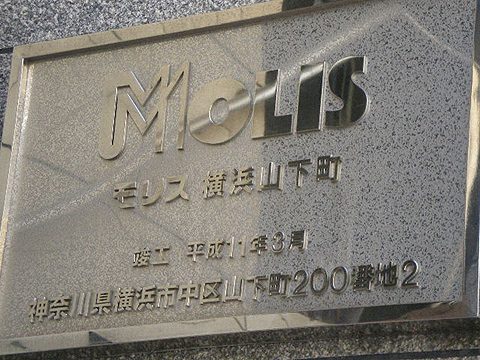 MOLIS
モリス 横浜山下町
竣工 平成11年3月
神奈川県横浜市中区山下町200番地2